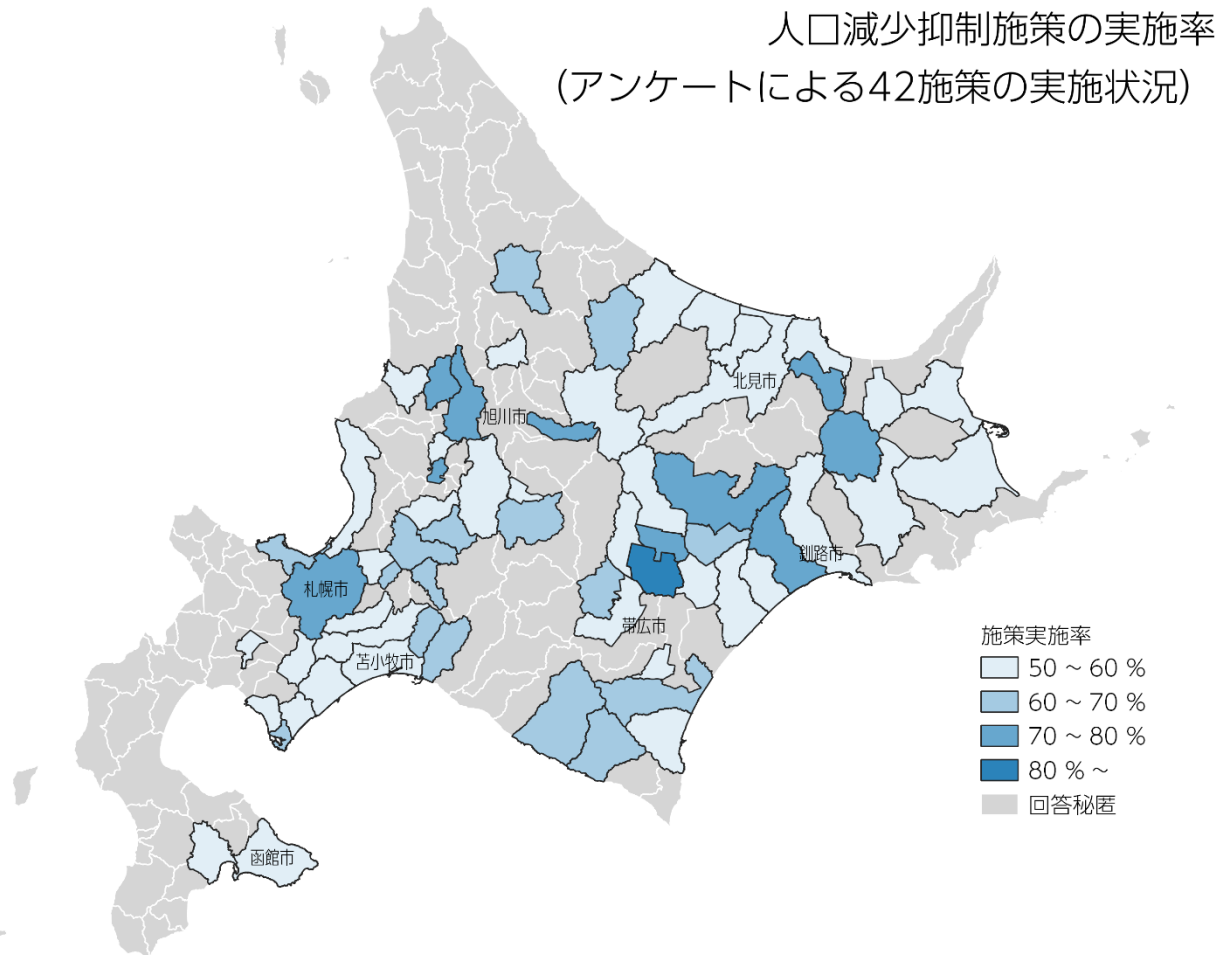 人口減少抑制施策の実施率
(アンケートによる42施策の実施状況)
北見市
旭川市
釧路市
札幌市
帯広市
苫小牧市
函館市
施策実施率
50 ~ 60 %
60 ~ 70 %
70 ~ 80 %
80 % ~
回答秘匿